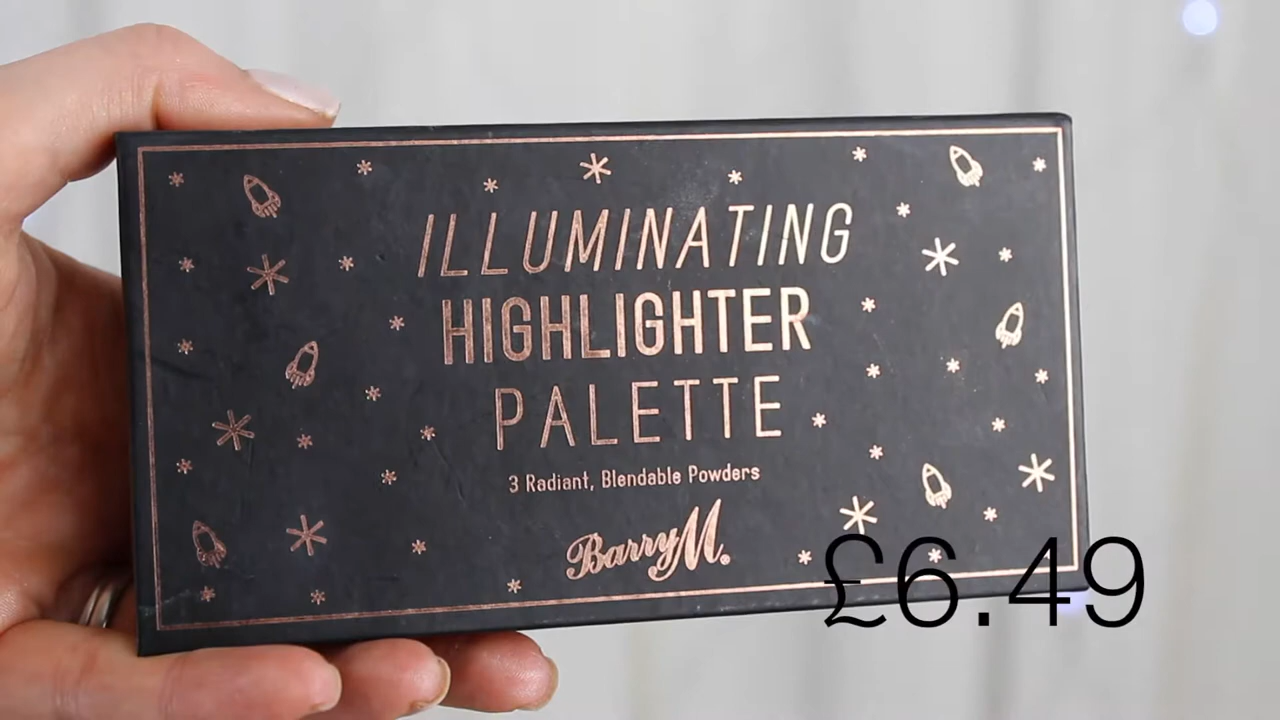 ILLUMINATING
HIGHLIGHTER
PALETTE
3 Radiant, Blendable Powders
Barry M.
£6.49